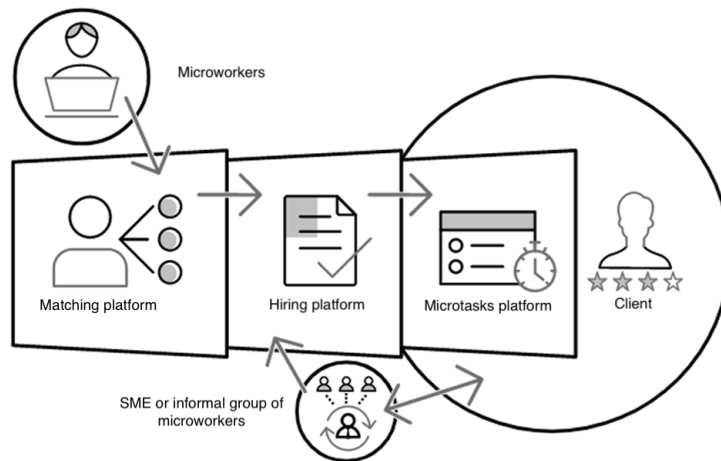 Microworkers
Matching platform
Hiring platform
Microtasks platform
Client
SME or informal group of
microworkers